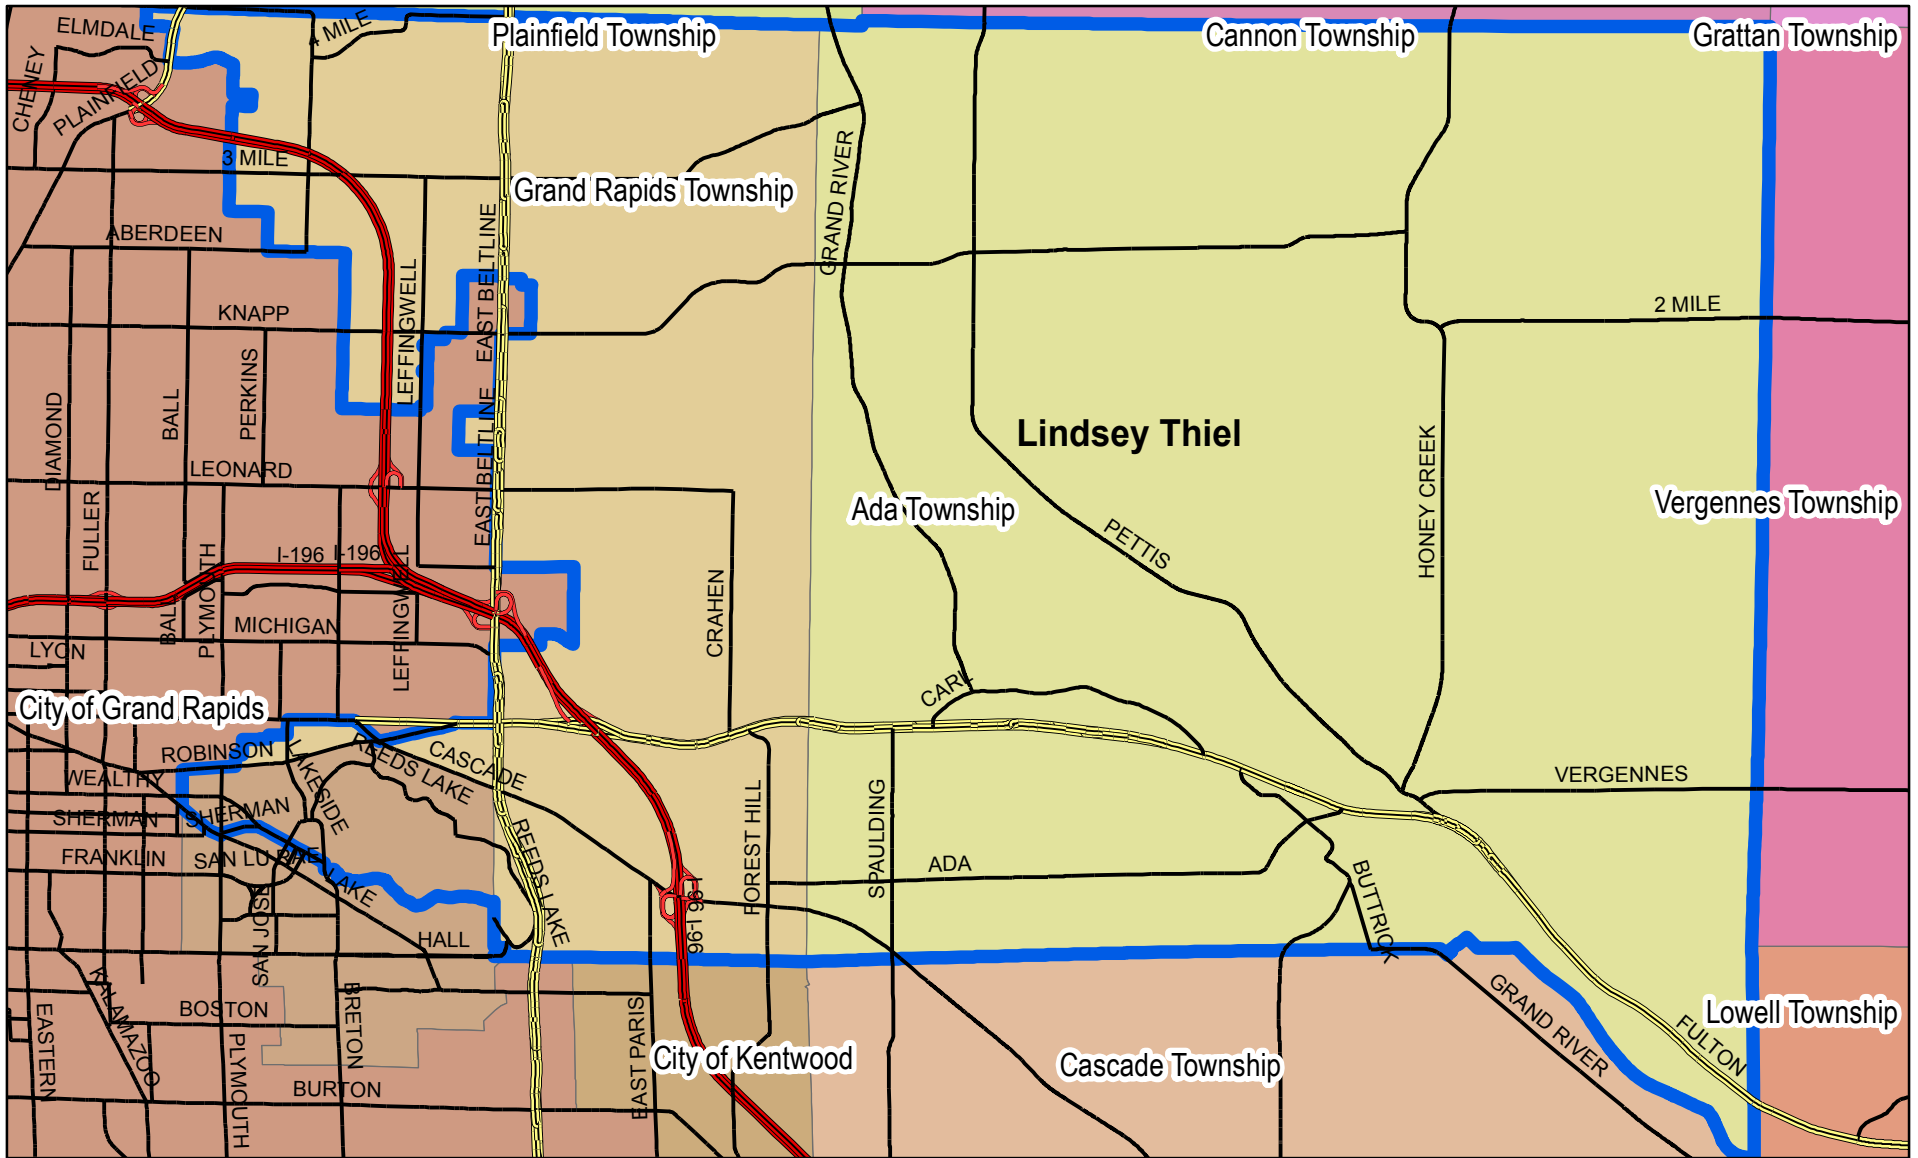 ELMDALE
4 MILE
Plainfield Township
Cannon Township
Grattan Township
CHENEY
PLAINFIELD
3 MILE
Grand Rapids Township
GRAND RIVER
ABERDEEN
EAST BELTLINE
LEFFINGWELL
KNAPP
2 MILE
PERKINS
BALL
DIAMOND
EAST BELTLINE
Lindsey Thiel
HONEY CREEK
LEONARD
FULLER
Ada Township
Vergennes Township
PETTIS
I-196
I-196
PLYMOUTH
BALL
LEFFINGWELL
CRAHEN
MICHIGAN
LYON
CARL
City of Grand Rapids
ROBINSON
LAKESIDE
REEDS LAKE
CASCADE
WEALTHY
VERGENNES
FOREST HILL
SPAULDING
SHERMAN
SHERMAN
REEDS LAKE
FRANKLIN
SAN LU RAE
LAKE
ADA
BUTTRICK
I-96
I-96
SAN JOSE
HALL
KALAMAZOO
BOSTON
BRETON
EASTERN
PLYMOUTH
EAST PARIS
City of Kentwood
Cascade Township
GRAND RIVER
FULTON
Lowell Township
BURTON